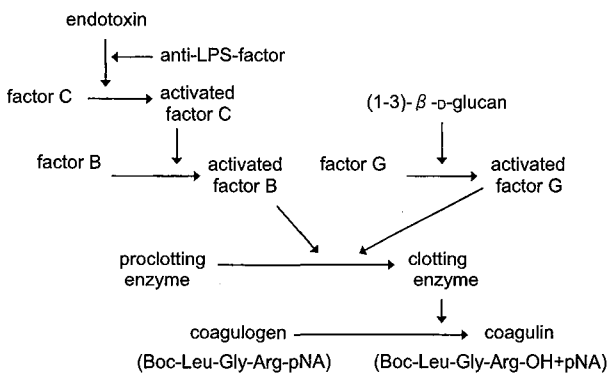 endotoxin
anti-LPS-factor
factor C
activated
factor C
(1-3)-β-D-glucan
factor B
activated
factor B
factor G
activated
factor G
proclotting
enzyme
clotting
enzyme
coagulogen
coagulin
(Boc-Leu-Gly-Arg-pNA)
(Boc-Leu-Gly-Arg-OH+pNA)